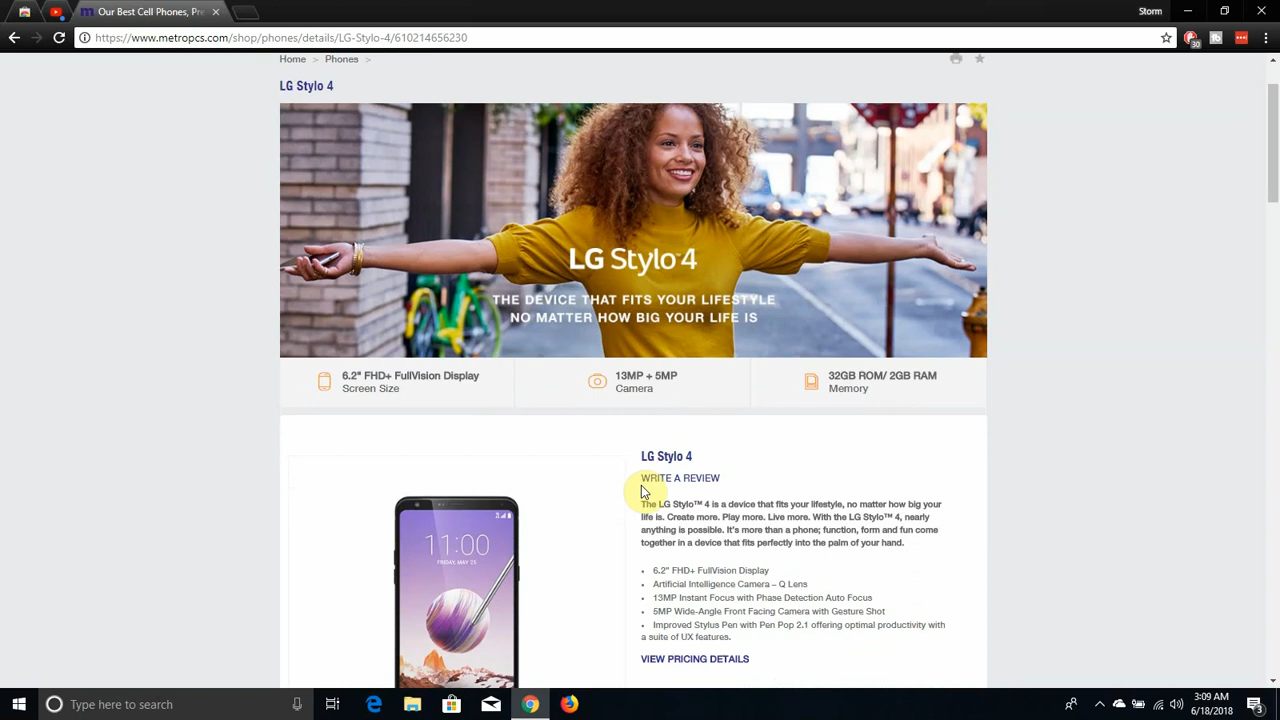 Our Best Cell Phones, Pre
Storm
https://www.metropcs.com/shop/phones/details/LG-Stylo-4/610214656230
30
Home > Phones >
LG Stylo 4
LG Stylo 4
THE DEVICE THAT FITS YOUR LIFESTYLE
NO MATTER HOW BIG YOUR LIFE IS
6.2" FHD+ FullVision Display
Screen Size
13MP + 5MP
Camera
32GB ROM/ 2GB RAM
Memory
LG Stylo 4
WRITE A REVIEW
The LG Stylo™ 4 is a device that fits your lifestyle, no matter how big your
life is. Create more. Play more. Live more. With the LG Stylo™ 4, nearly
anything is possible. It's more than a phone; function, form and fun come
together in a device that fits perfectly into the palm of your hand.
• 6.2" FHD+ FullVision Display
• Artificial Intelligence Camera – Q Lens
• 13MP Instant Focus with Phase Detection Auto Focus
• 5MP Wide-Angle Front Facing Camera with Gesture Shot
• Improved Stylus Pen with Pen Pop 2.1 offering optimal productivity with
a suite of UX features.
VIEW PRICING DETAILS
11:00
FRIDAY, MAY 25
Type here to search
3:09 AM
6/18/2018
3